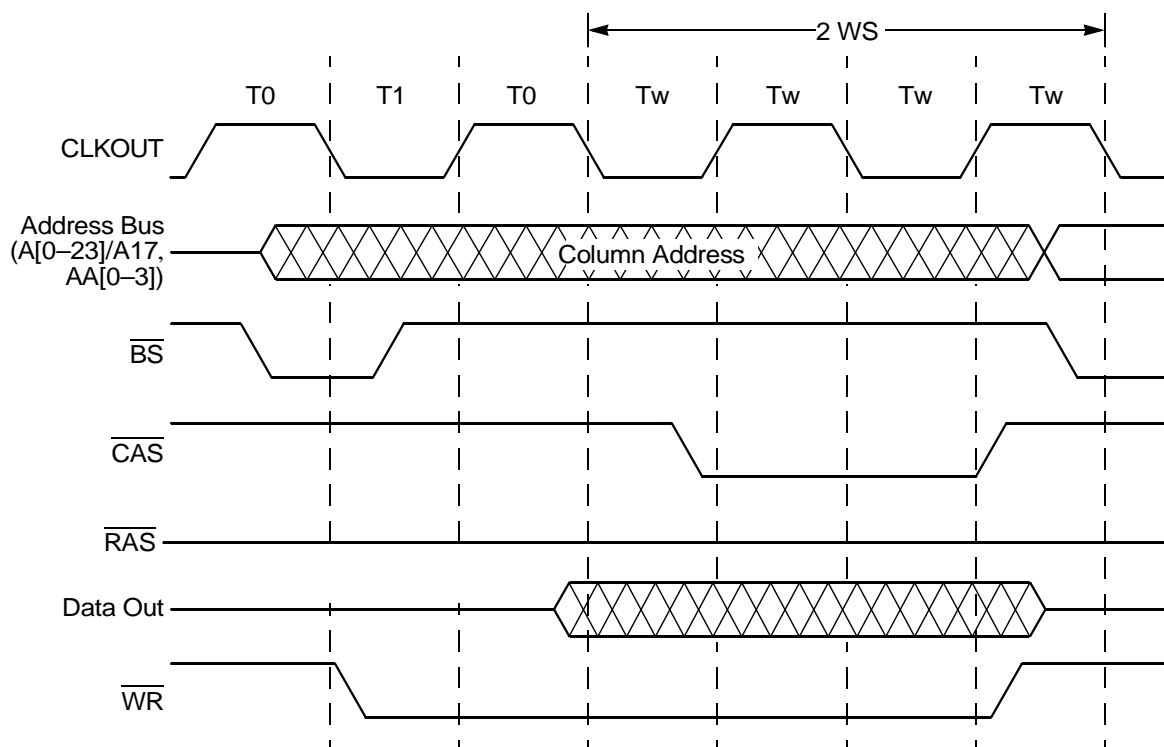 2 WS
T0 T1 T0 Tw Tw Tw Tw
CLKOUT
Address Bus
(A[0–23]/A17,
AA[0–3])
Column Address
BS
CAS
RAS
Data Out
WR